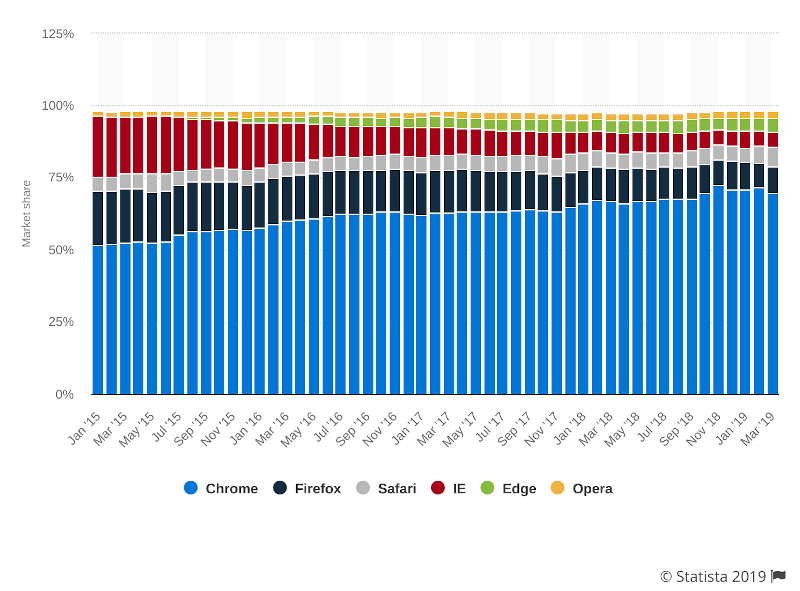 125%
100%
75%
50%
25%
0%
Market share
Jan '15
Mar '15
May '15
Jul '15
Sep '15
Nov '15
Jan '16
Mar '16
May '16
Jul '16
Sep '16
Nov '16
Jan '17
Mar '17
May '17
Jul '17
Sep '17
Nov '17
Jan '18
Mar '18
May '18
Jul '18
Sep '18
Nov '18
Jan '19
Mar '19
Chrome Firefox Safari IE Edge Opera
© Statista 2019